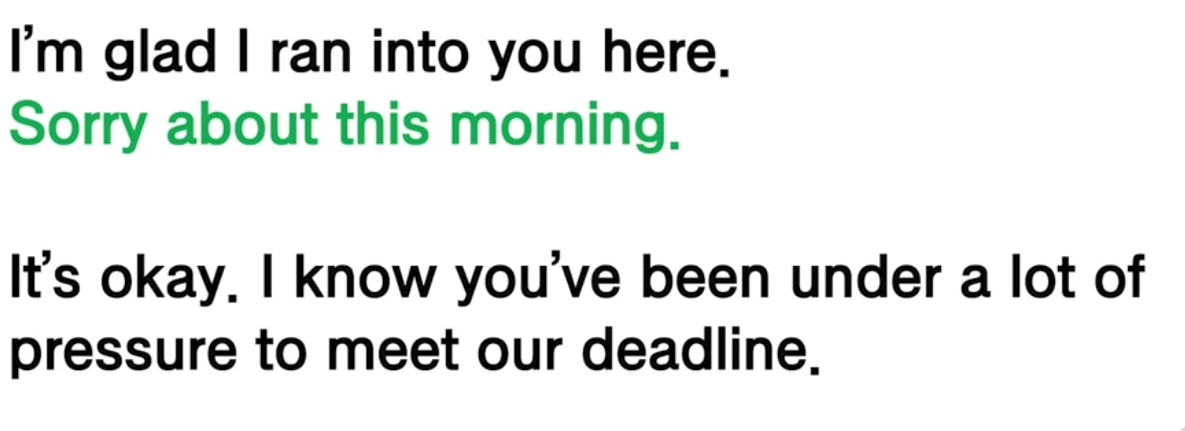 I’m glad I ran into you here.
Sorry about this morning.
It’s okay. I know you’ve been under a lot of
pressure to meet our deadline.